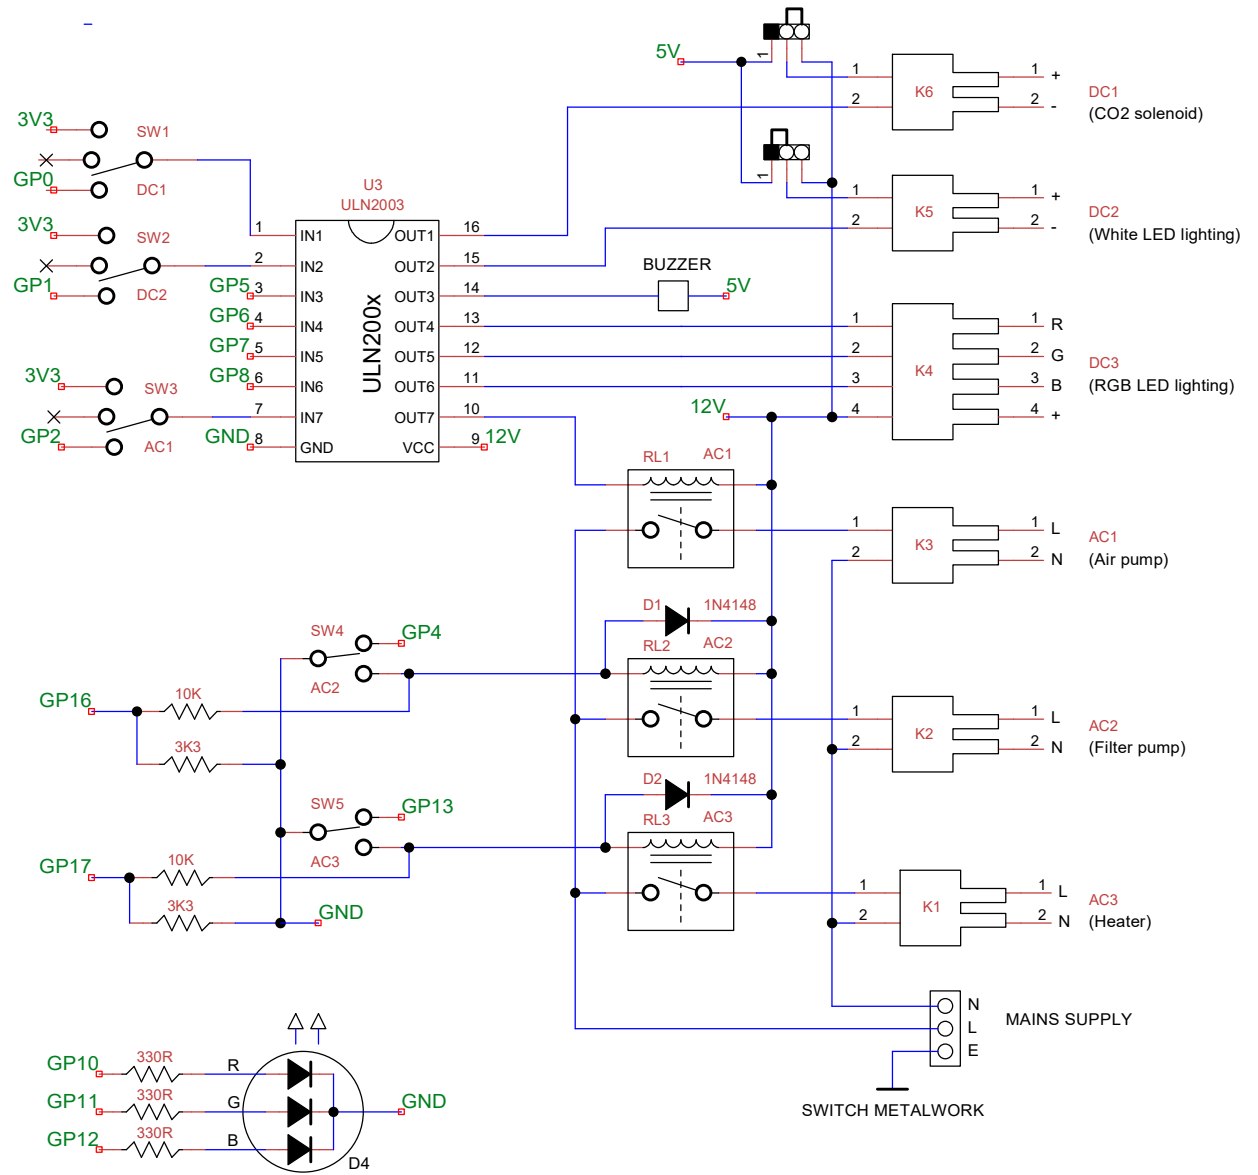 5V
1
1
K6
1
+
DC1
2
2
-
(CO2 solenoid)
3V3
SW1
GP0
DC1
1
1
K5
1
+
DC2
2
2
-
(White LED lighting)
3V3
SW2
GP1
DC2
U3
ULN2003
ULN200x
1
IN1
OUT1
16
2
IN2
OUT2
15
GP5
3
IN3
OUT3
14
BUZZER
5V
GP6
4
IN4
OUT4
13
GP7
5
IN5
OUT5
12
GP8
6
IN6
OUT6
11
7
IN7
OUT7
10
GND
8
GND
VCC
9
12V
3V3
SW3
GP2
AC1
12V
K4
1
1
R
2
2
G
3
3
B
4
4
+
DC3
(RGB LED lighting)
RL1
AC1
1
K3
1
L
AC1
2
2
N
(Air pump)
D1
1N4148
RL2
AC2
SW4
GP4
AC2
GP16
10K
3K3
1
K2
1
L
AC2
2
2
N
(Filter pump)
D2
1N4148
RL3
AC3
SW5
GP13
AC3
GP17
10K
3K3
GND
1
K1
1
L
AC3
2
2
N
(Heater)
N
L
E
MAINS SUPPLY
SWITCH METALWORK
GP10
330R
R
GP11
330R
G
GND
GP12
330R
B
D4